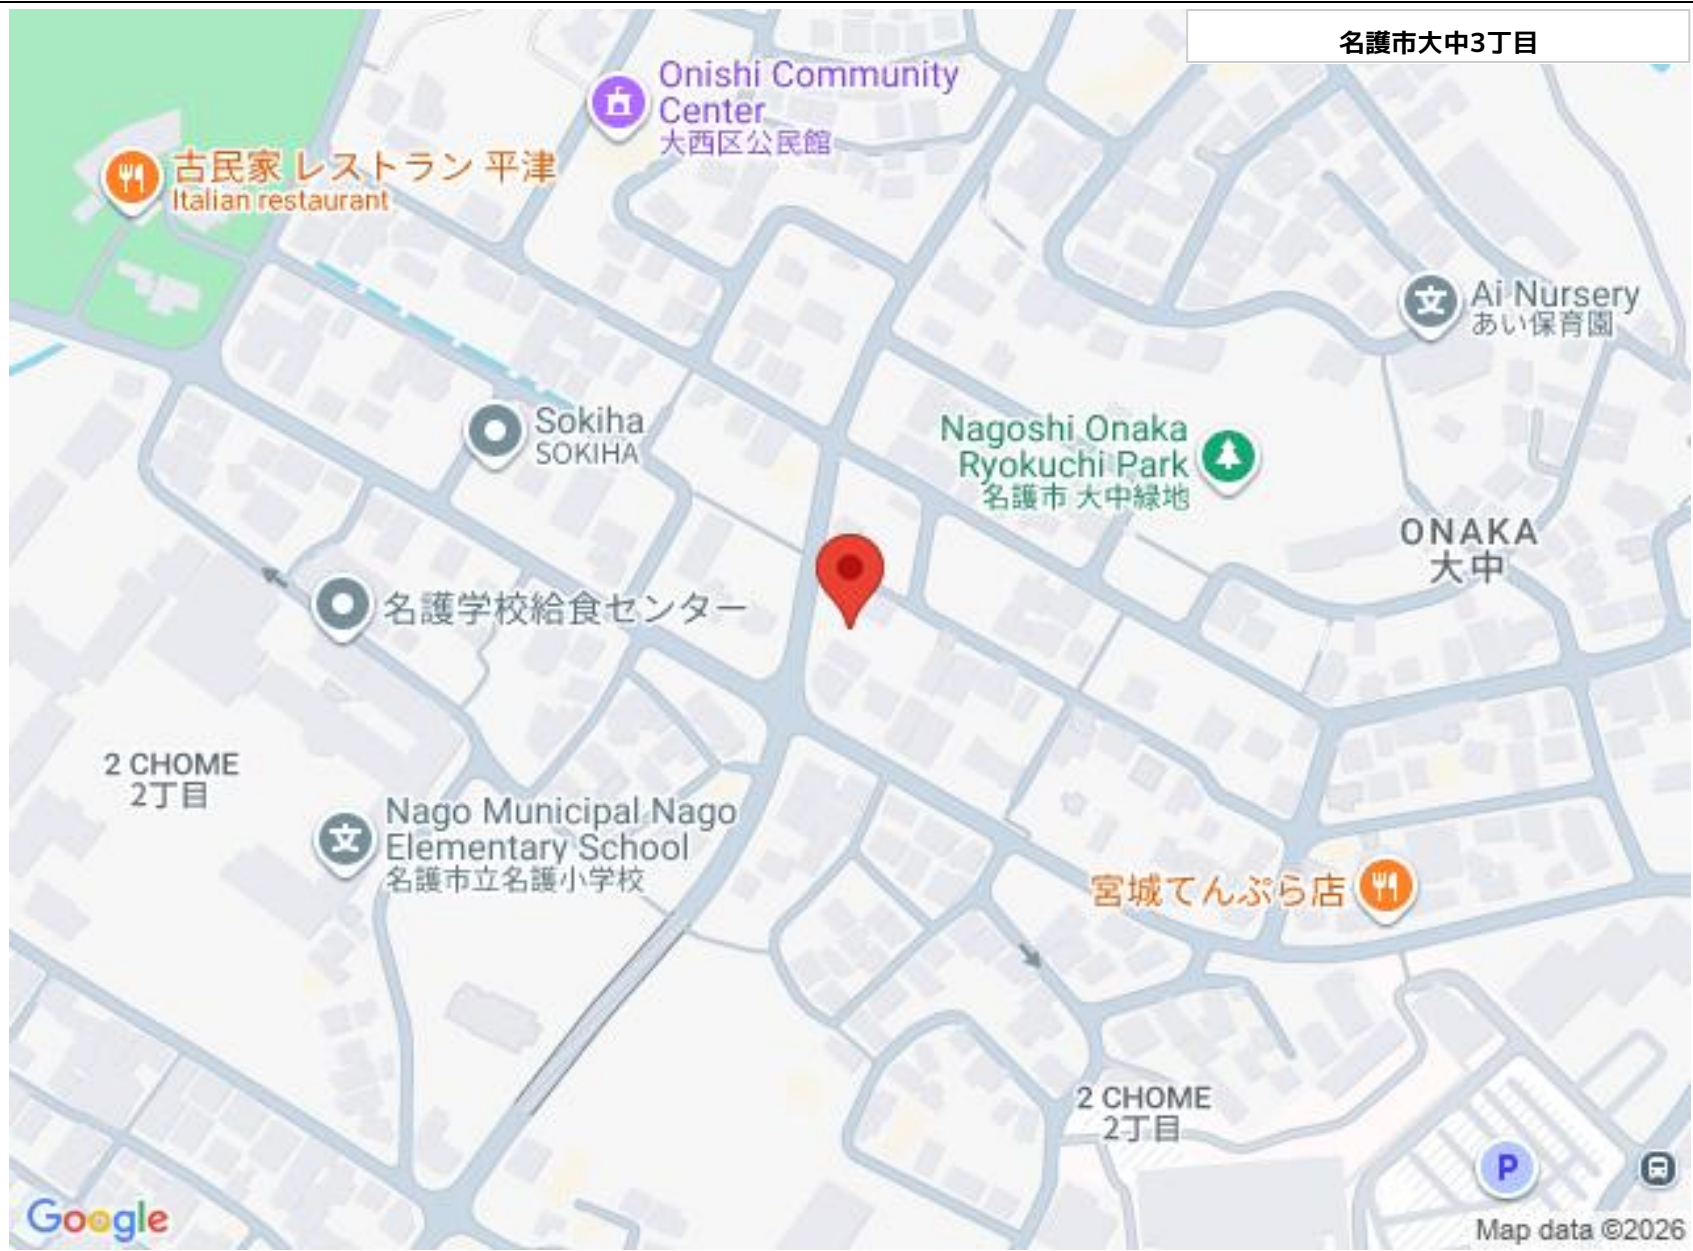 名護市大中3丁目
Onishi Community
Center
大西区公民館
古民家 レストラン 平津
Italian restaurant
Ai Nursery
あい保育園
Sokiha
SOKIHA
Nagoshi Onaka
Ryokuchi Park
名護市 大中緑地
ONAKA
大中
名護学校給食センター
2 CHOME
2丁目
Nago Municipal Nago
Elementary School
名護市立名護小学校
宮城てんぷら店
2 CHOME
2丁目
P
Google
Map data ©2026